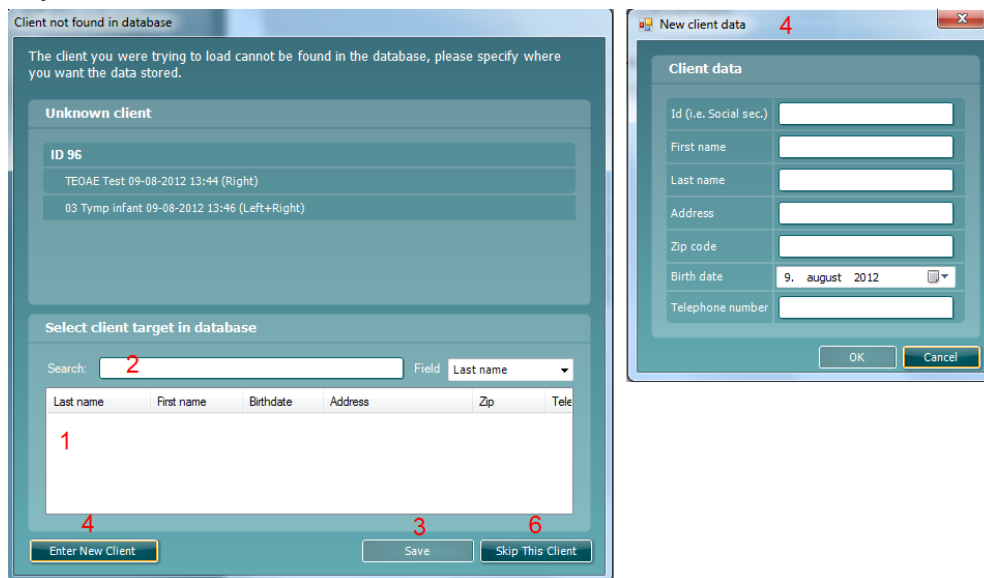 Client not found in database
The client you were trying to load cannot be found in the database, please specify where
you want the data stored.
Unknown client
ID 96
TEOAE Test 09-08-2012 13:44 (Right)
03 Tymp infant 09-08-2012 13:46 (Left+Right)
Select client target in database
Search: 2 Field Last name
Last name First name Birthdate Address Zip Tele
1
4 3 6
Enter New Client Save Skip This Client
New client data 4
Client data
Id (i.e. Social sec.)
First name
Last name
Address
Zip code
Birth date 9. august 2012
Telephone number
OK Cancel